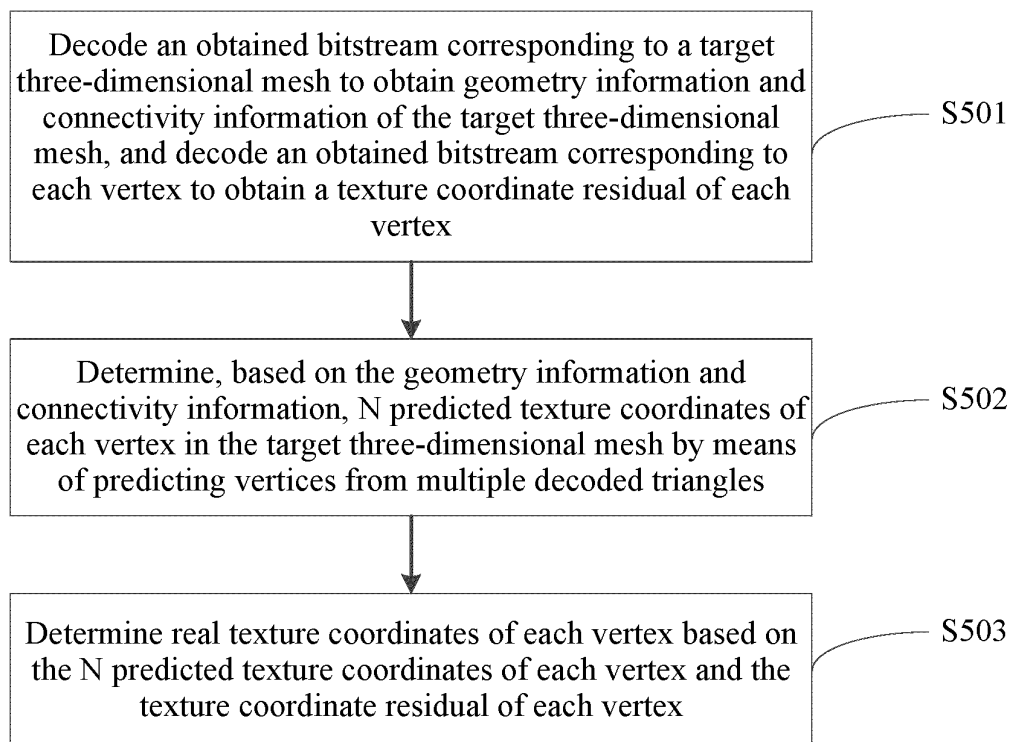 Decode an obtained bitstream corresponding to a target
three-dimensional mesh to obtain geometry information and
connectivity information of the target three-dimensional
mesh, and decode an obtained bitstream corresponding to
each vertex to obtain a texture coordinate residual of each
vertex
S501
Determine, based on the geometry information and
connectivity information, N predicted texture coordinates of
each vertex in the target three-dimensional mesh by means
of predicting vertices from multiple decoded triangles
S502
Determine real texture coordinates of each vertex based on
the N predicted texture coordinates of each vertex and the
texture coordinate residual of each vertex
S503